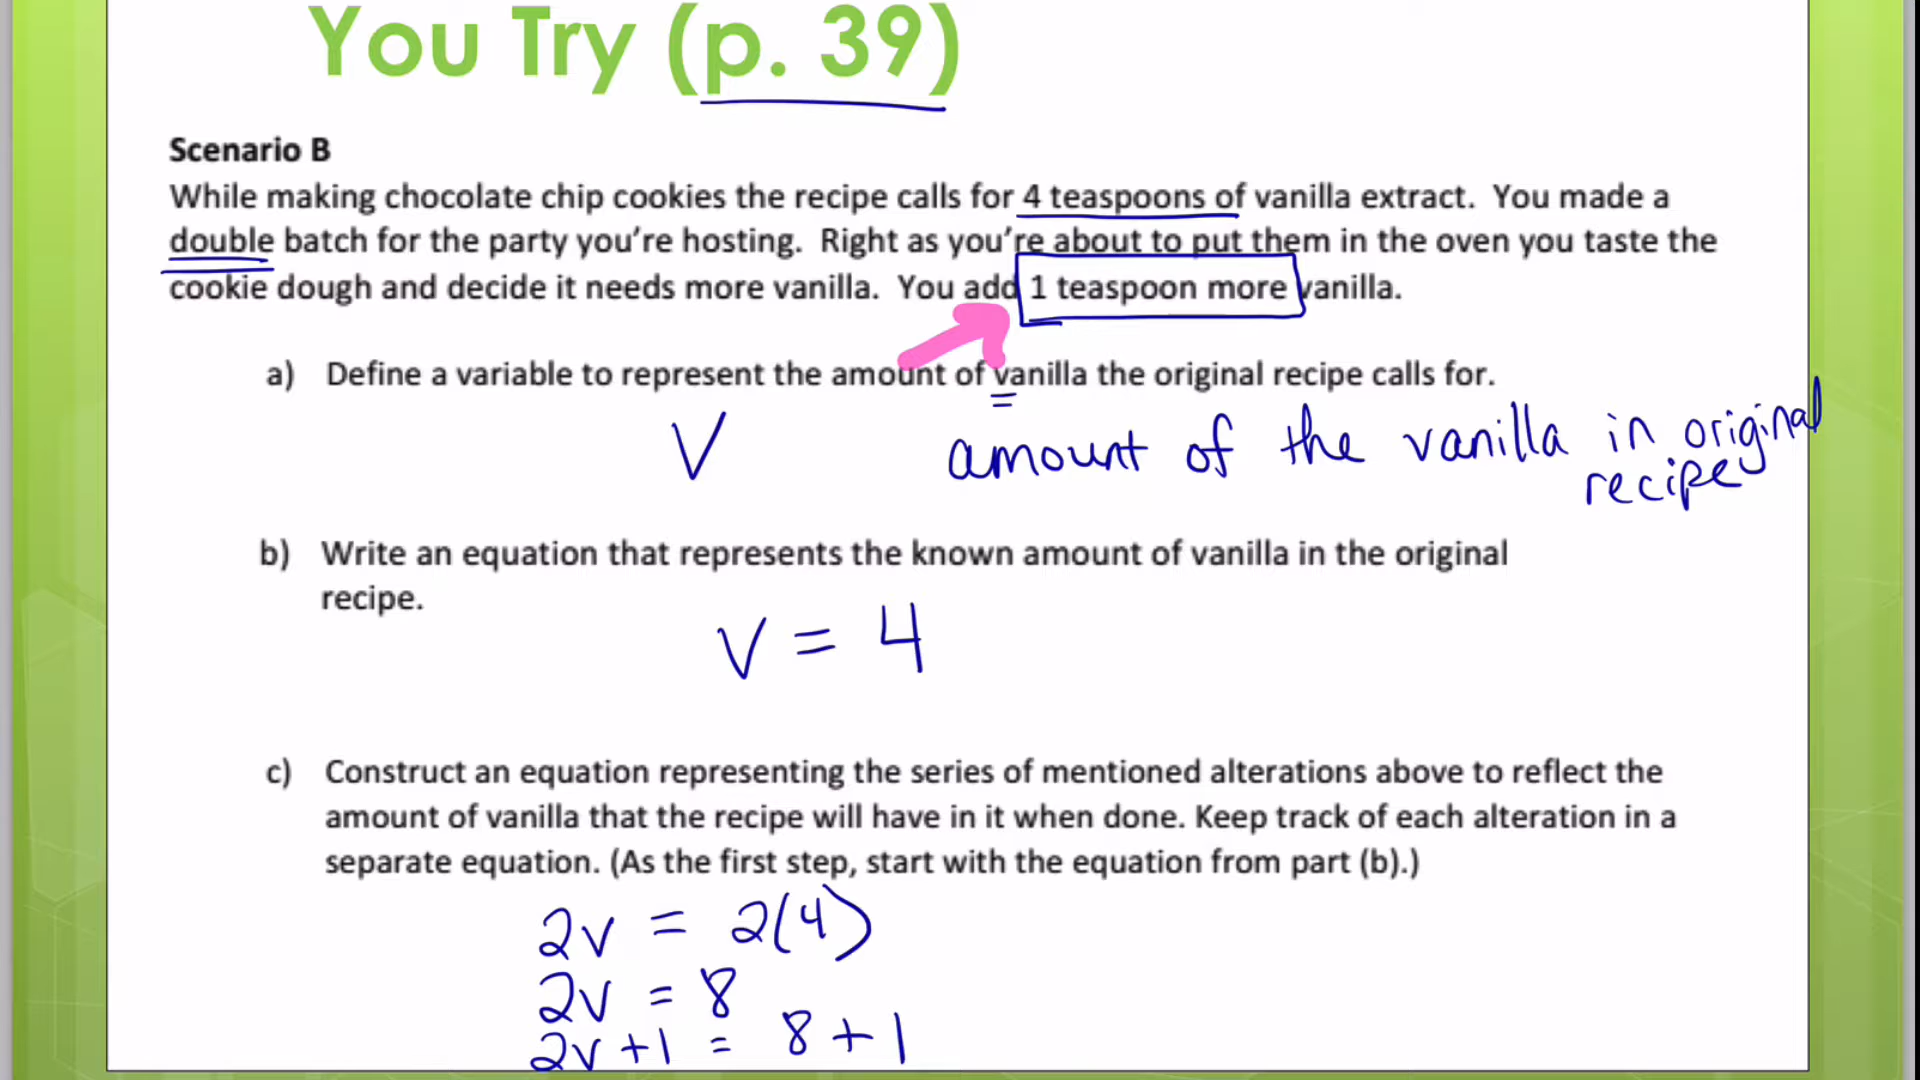 You Try (p. 39)
Scenario B
While making chocolate chip cookies the recipe calls for 4 teaspoons of vanilla extract. You made a
double batch for the party you're hosting. Right as you're about to put them in the oven you taste the
cookie dough and decide it needs more vanilla. You add 1 teaspoon more vanilla.
a) Define a variable to represent the amount of vanilla the original recipe calls for.
V amount of the vanilla in original
recipe
b) Write an equation that represents the known amount of vanilla in the original
recipe.
V = 4
c) Construct an equation representing the series of mentioned alterations above to reflect the
amount of vanilla that the recipe will have in it when done. Keep track of each alteration in a
separate equation. (As the first step, start with the equation from part (b).)
2v = 2(4)
2v = 8
2v + 1 = 8 + 1